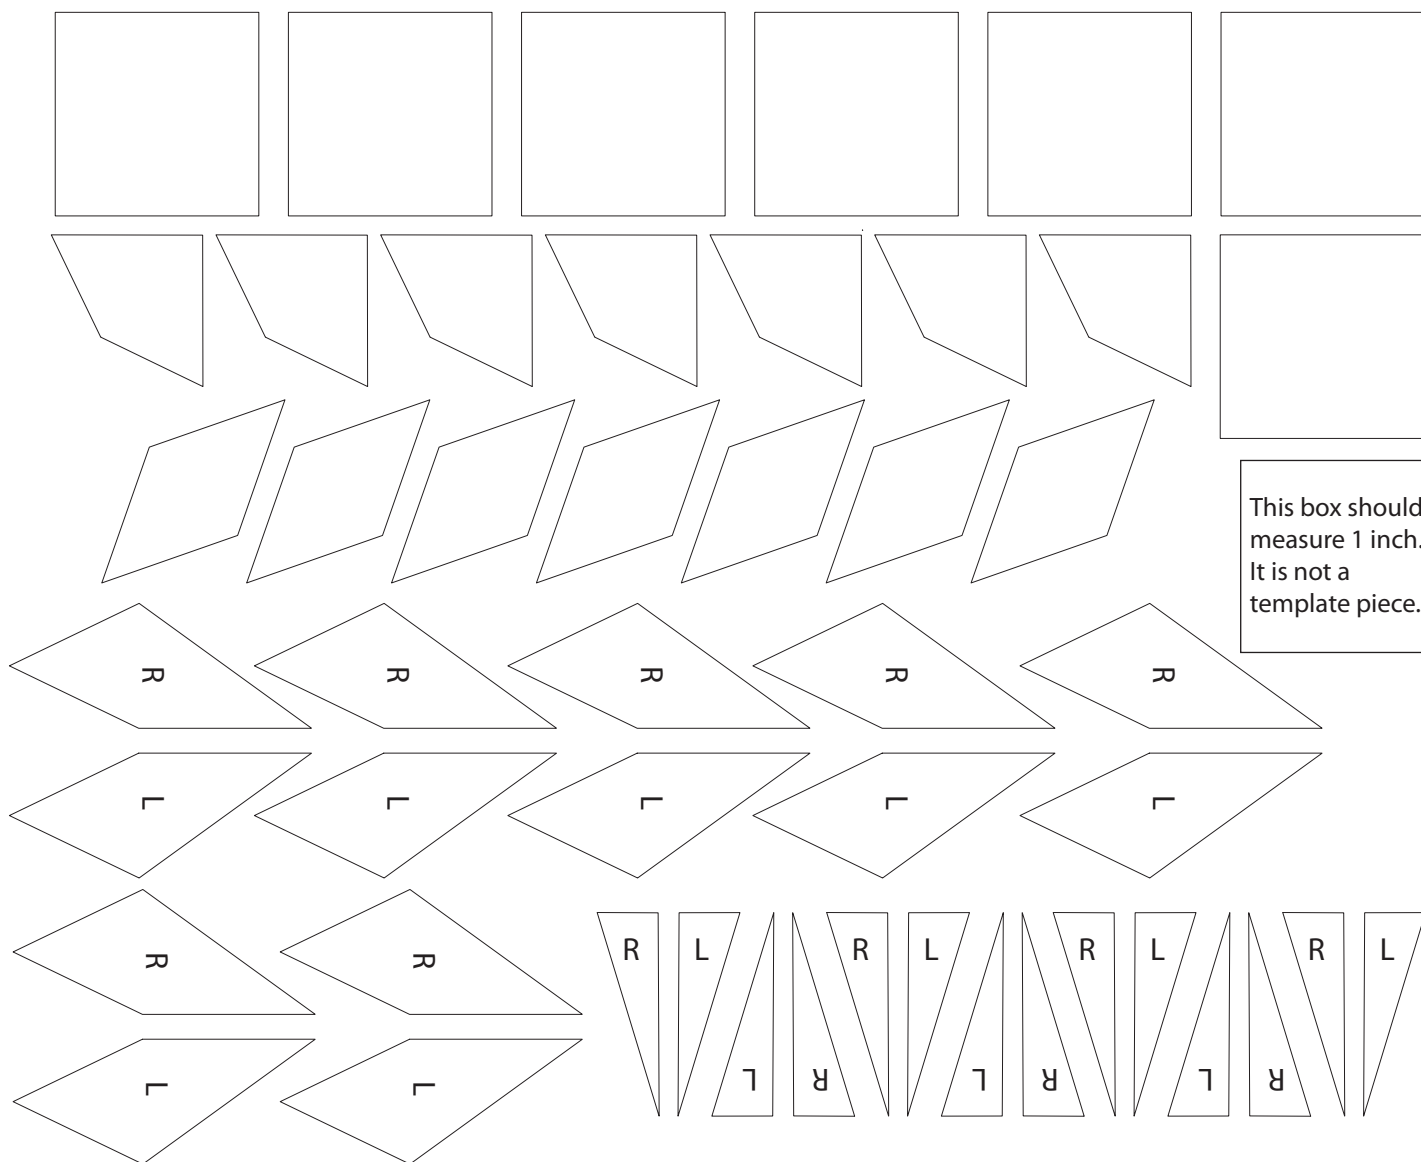 This box should
measure 1 inch.
It is not a
template piece.
R R R R R
L L L L L
R R
L L
R L R L R L R L
L R L R L R